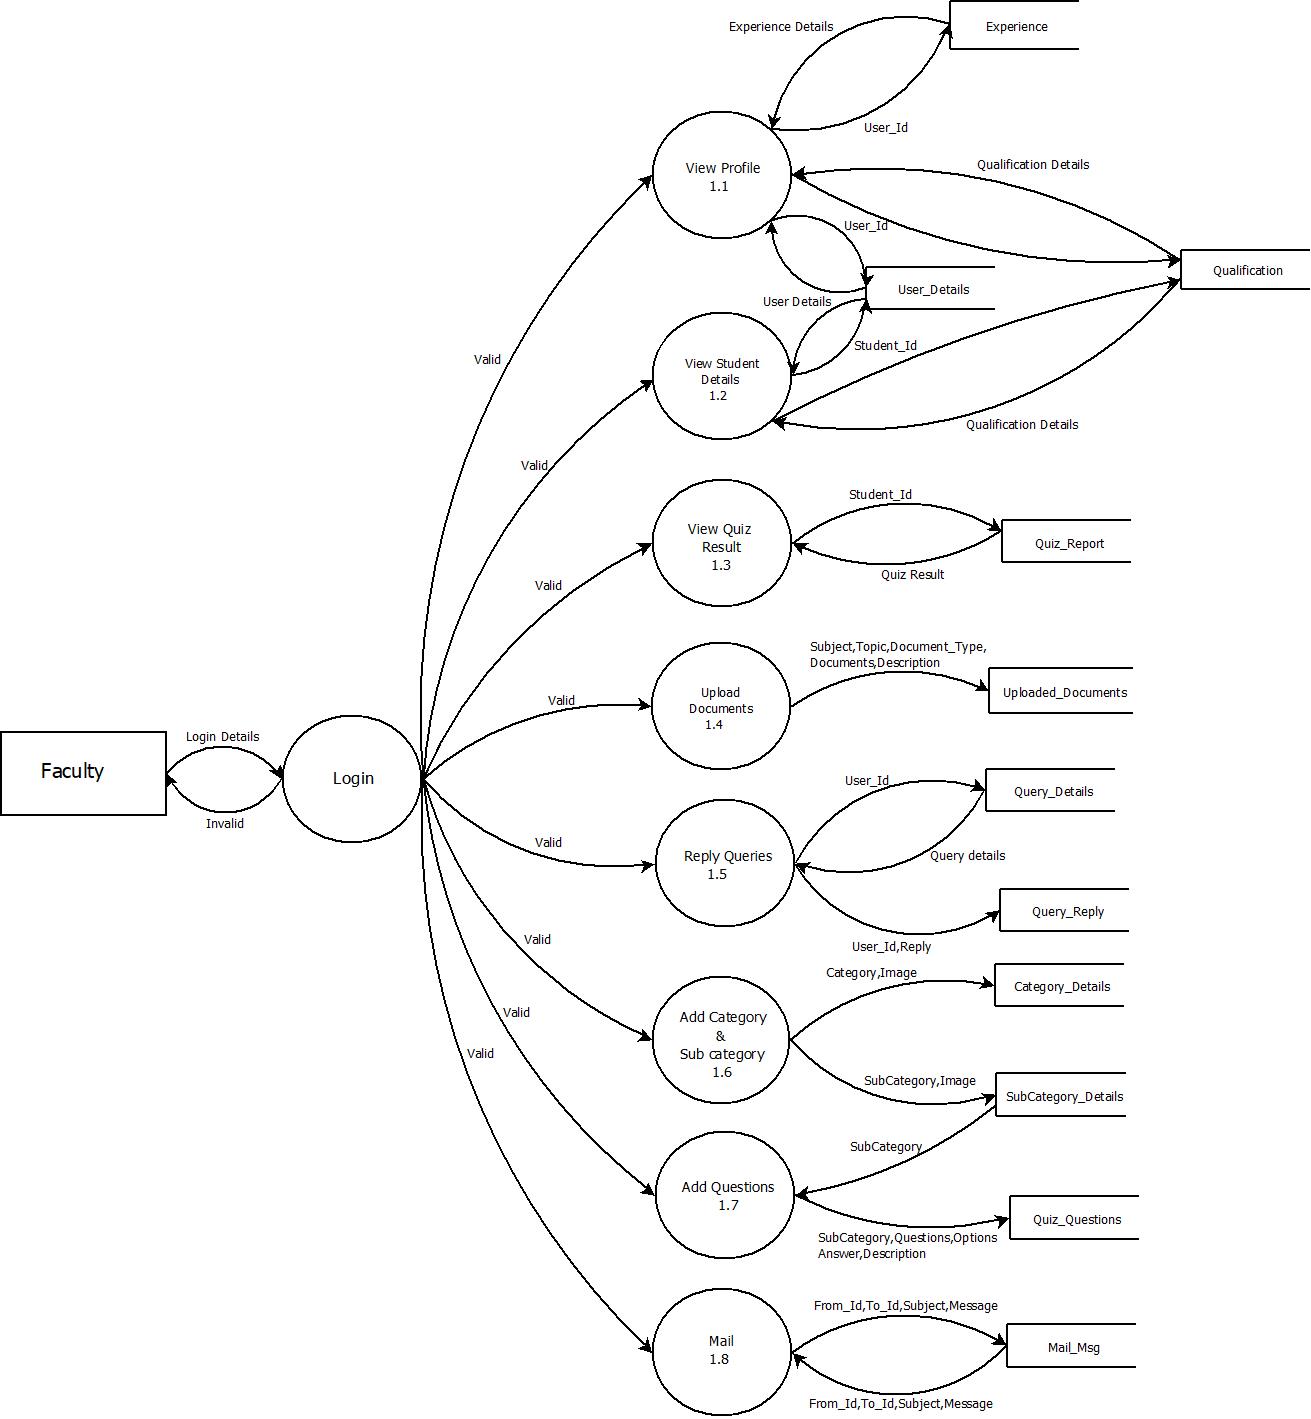 Experience Details
Experience
User_Id
View Profile
1.1
Qualification Details
User_Id
Qualification
User_Details
User Details
Student_Id
Valid
View Student
Details
1.2
Qualification Details
Valid
Student_Id
View Quiz
Result
1.3
Quiz_Report
Quiz Result
Valid
Subject,Topic,Document_Type,
Documents,Description
Upload
Documents
1.4
Uploaded_Documents
Valid
Login Details
Faculty
Login
Invalid
User_Id
Query_Details
Valid
Reply Queries
1.5
Query details
Query_Reply
User_Id,Reply
Valid
Category,Image
Category_Details
Add Category
&
Sub category
1.6
Valid
Valid
SubCategory,Image
SubCategory_Details
SubCategory
Add Questions
1.7
Quiz_Questions
SubCategory,Questions,Options
Answer,Description
From_Id,To_Id,Subject,Message
Mail
1.8
Mail_Msg
From_Id,To_Id,Subject,Message